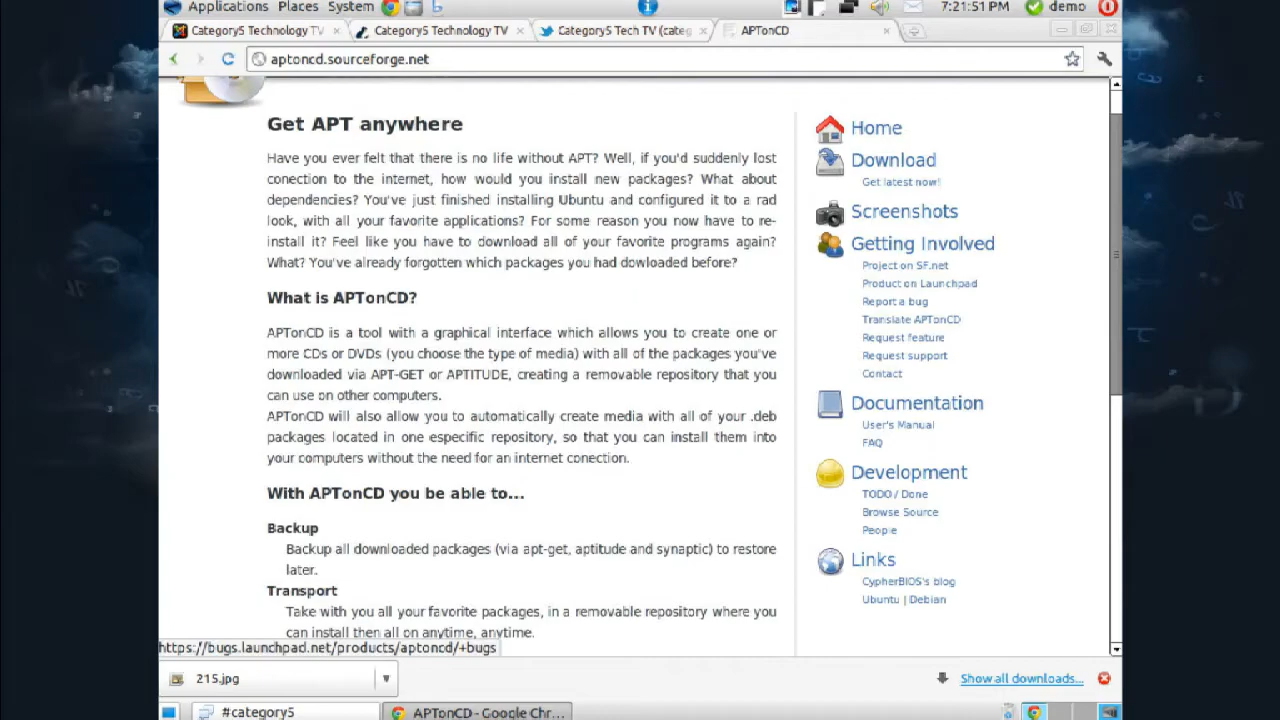 Applications Places System b i 7:21:51 PM demo
Category5 Technology TV Category5 Technology TV Category5 Tech TV (categ APTonCD
aptoncd.sourceforge.net
Get APT anywhere
Have you ever felt that there is no life without APT? Well, if you'd suddenly lost
conection to the internet, how would you install new packages? What about
dependencies? You've just finished installing Ubuntu and configured it to a rad
look, with all your favorite applications? For some reason you now have to re-
install it? Feel like you have to download all of your favorite programs again?
What? You've already forgotten which packages you had dowloaded before?
What is APTonCD?
APTonCD is a tool with a graphical interface which allows you to create one or
more CDs or DVDs (you choose the type of media) with all of the packages you've
downloaded via APT-GET or APTITUDE, creating a removable repository that you
can use on other computers.
APTonCD will also allow you to automatically create media with all of your .deb
packages located in one especific repository, so that you can install them into
your computers without the need for an internet conection.
With APTonCD you be able to...
Backup
Backup all downloaded packages (via apt-get, aptitude and synaptic) to restore
later.
Transport
Take with you all your favorite packages, in a removable repository where you
can install then all on anytime, anytime.
Home
Download
Get latest now!
Screenshots
Getting Involved
Project on SF.net
Product on Launchpad
Report a bug
Translate APTonCD
Request feature
Request support
Contact
Documentation
User's Manual
FAQ
Development
TODO / Done
Browse Source
People
Links
CypherBIOS's blog
Ubuntu | Debian
https://bugs.launchpad.net/products/aptoncd/+bugs
215.jpg Show all downloads...
#category5 APTonCD - Google Chr...